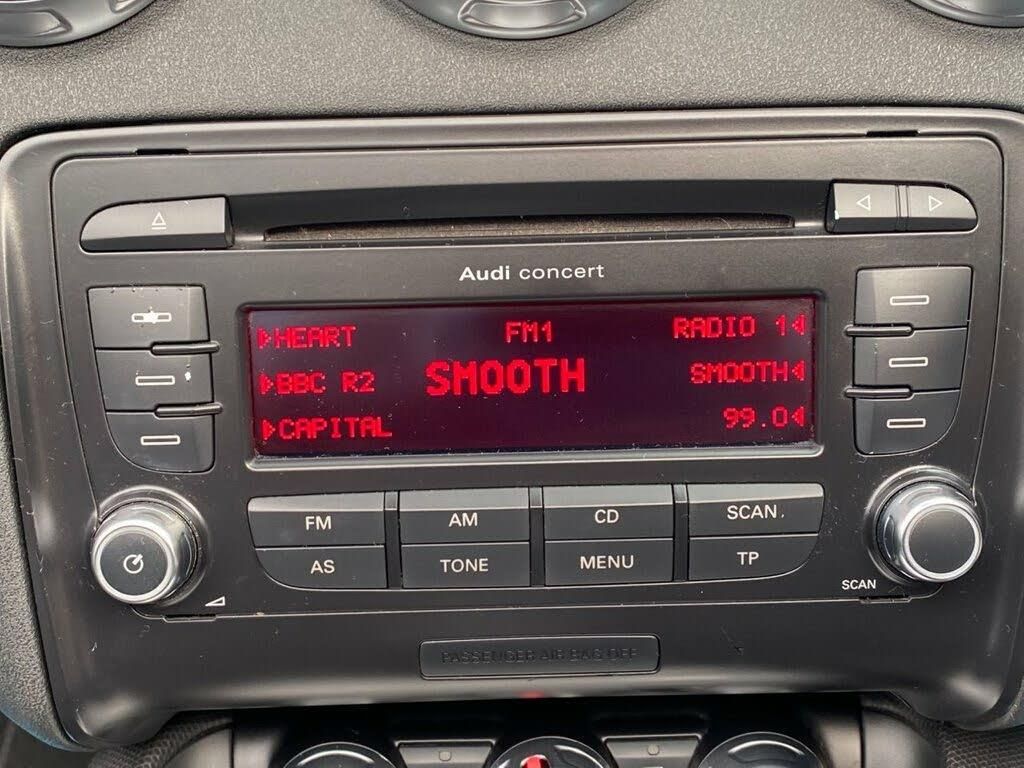 Audi concert
HEART FM1 RADIO 1
BBC R2 SMOOTH SMOOTH
CAPITAL 99.0
FM AM CD SCAN.
AS TONE MENU TP
SCAN
PASSENGER AIR BAG OFF